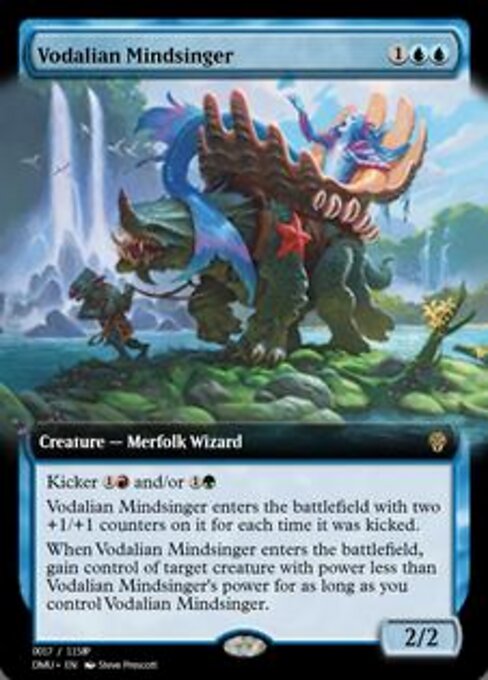 Vodalian Mindsinger 1
Creature — Merfolk Wizard
Kicker 1 and/or 1
Vodalian Mindsinger enters the battlefield with two
+1/+1 counters on it for each time it was kicked.
When Vodalian Mindsinger enters the battlefield,
gain control of target creature with power less than
Vodalian Mindsinger's power for as long as you
control Vodalian Mindsinger.
2/2
DMU • EN Steve Prescott